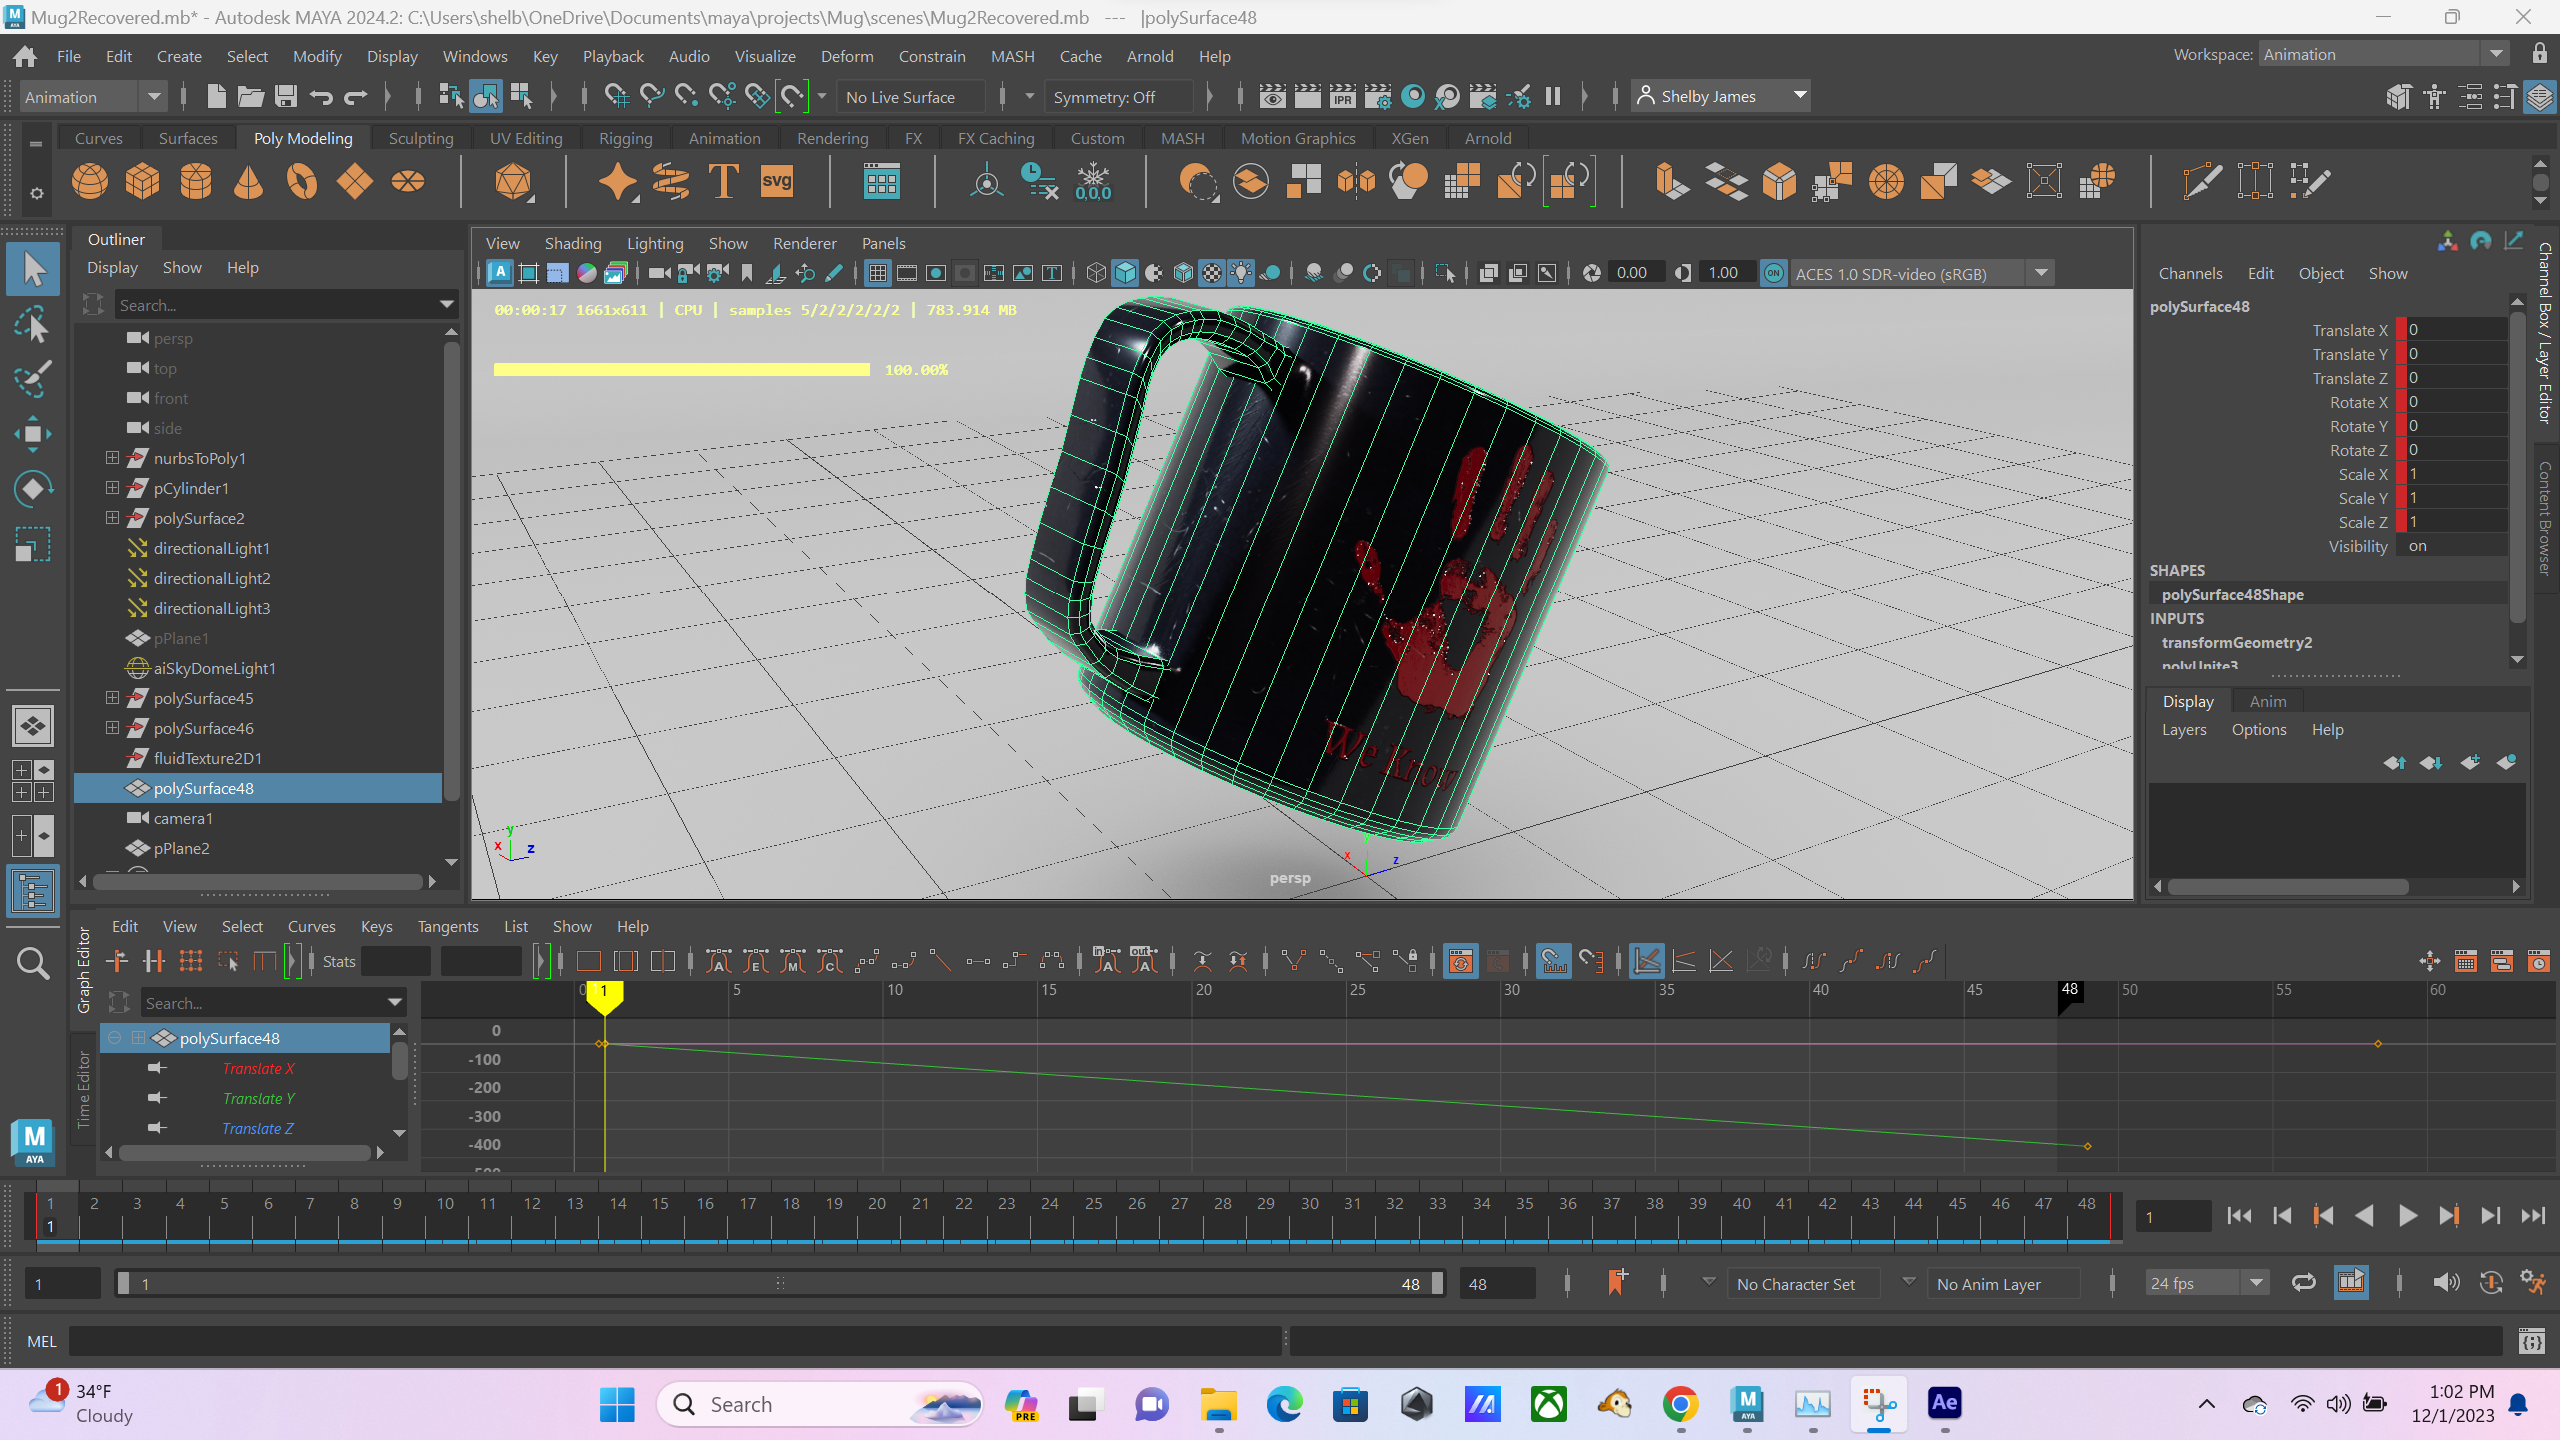 Mug2Recovered.mb* - Autodesk MAYA 2024.2: C:\Users\shelb\OneDrive\Documents\maya\projects\Mug\scenes\Mug2Recovered.mb --- |polySurface48
File Edit Create Select Modify Display Windows Key Playback Audio Visualize Deform Constrain MASH Cache Arnold Help
Workspace: Animation
Animation
No Live Surface
Symmetry: Off
IPR
Shelby James
Curves Surfaces Poly Modeling Sculpting UV Editing Rigging Animation Rendering FX FX Caching Custom MASH Motion Graphics XGen Arnold
T
svg
0,0,0
Outliner
Display Show Help
Search...
persp
top
front
side
nurbsToPoly1
pCylinder1
polySurface2
directionalLight1
directionalLight2
directionalLight3
pPlane1
aiSkyDomeLight1
polySurface45
polySurface46
fluidTexture2D1
polySurface48
camera1
pPlane2
View Shading Lighting Show Renderer Panels
0.00
1.00
ON
ACES 1.0 SDR-video (sRGB)
00:00:17 1661x611 | CPU | samples 5/2/2/2/2/2 | 783.914 MB
100.00%
We Know
y
x z
y
x z
persp
Channels Edit Object Show
polySurface48
Translate X 0
Translate Y 0
Translate Z 0
Rotate X 0
Rotate Y 0
Rotate Z 0
Scale X 1
Scale Y 1
Scale Z 1
Visibility on
SHAPES
polySurface48Shape
INPUTS
transformGeometry2
polyUnite3
Channel Box / Layer Editor
Content Browser
Display Anim
Layers Options Help
Graph Editor
Time Editor
Edit View Select Curves Keys Tangents List Show Help
Stats
Search...
polySurface48
Translate X
Translate Y
Translate Z
0 1 5 10 15 20 25 30 35 40 45 48 50 55 60
0
-100
-200
-300
-400
-500
M
AYA
1 2 3 4 5 6 7 8 9 10 11 12 13 14 15 16 17 18 19 20 21 22 23 24 25 26 27 28 29 30 31 32 33 34 35 36 37 38 39 40 41 42 43 44 45 46 47 48
1
1
1
1
48
48
No Character Set
No Anim Layer
24 fps
MEL
1
34°F
Cloudy
Search
PRE
M
AYA
Ae
1:02 PM
12/1/2023